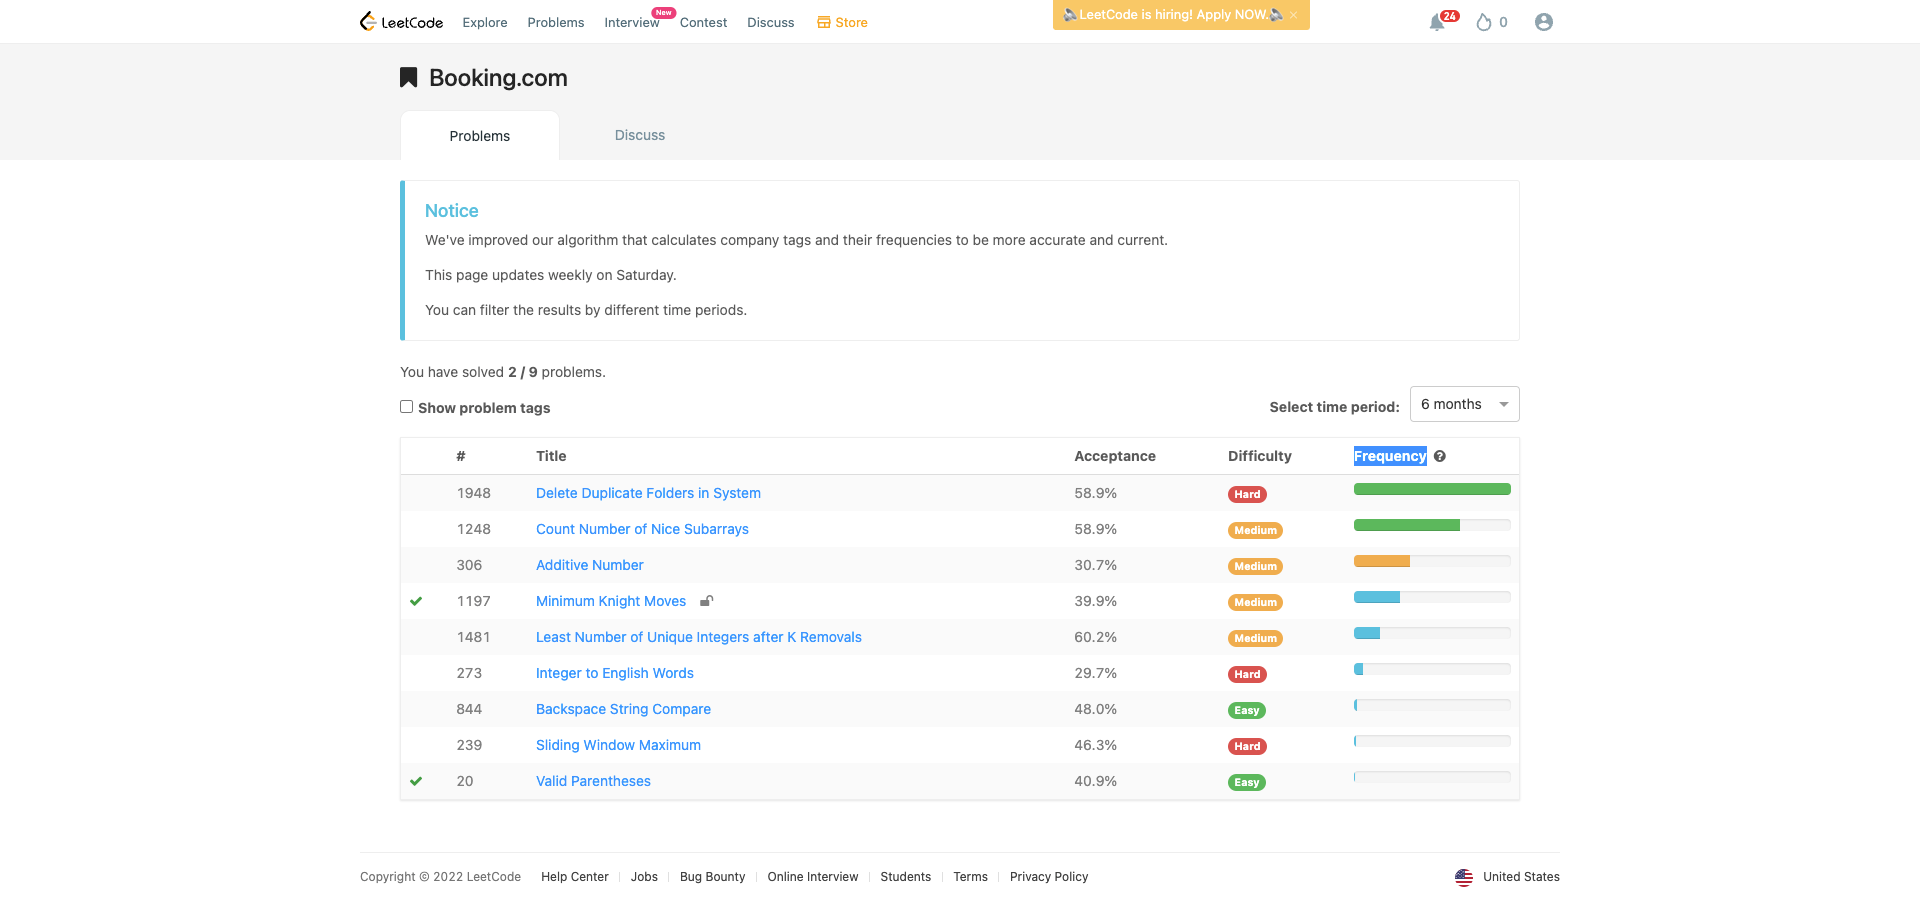 LeetCode Explore Problems Interview New Contest Discuss Store LeetCode is hiring! Apply NOW. × 24 0
Booking.com
Problems Discuss
Notice
We've improved our algorithm that calculates company tags and their frequencies to be more accurate and current.
This page updates weekly on Saturday.
You can filter the results by different time periods.
You have solved 2 / 9 problems.
Show problem tags Select time period: 6 months
# Title Acceptance Difficulty Frequency ?
1948 Delete Duplicate Folders in System 58.9% Hard
1248 Count Number of Nice Subarrays 58.9% Medium
306 Additive Number 30.7% Medium
1197 Minimum Knight Moves 39.9% Medium
1481 Least Number of Unique Integers after K Removals 60.2% Medium
273 Integer to English Words 29.7% Hard
844 Backspace String Compare 48.0% Easy
239 Sliding Window Maximum 46.3% Hard
20 Valid Parentheses 40.9% Easy
Copyright © 2022 LeetCode Help Center | Jobs | Bug Bounty | Online Interview | Students | Terms | Privacy Policy United States